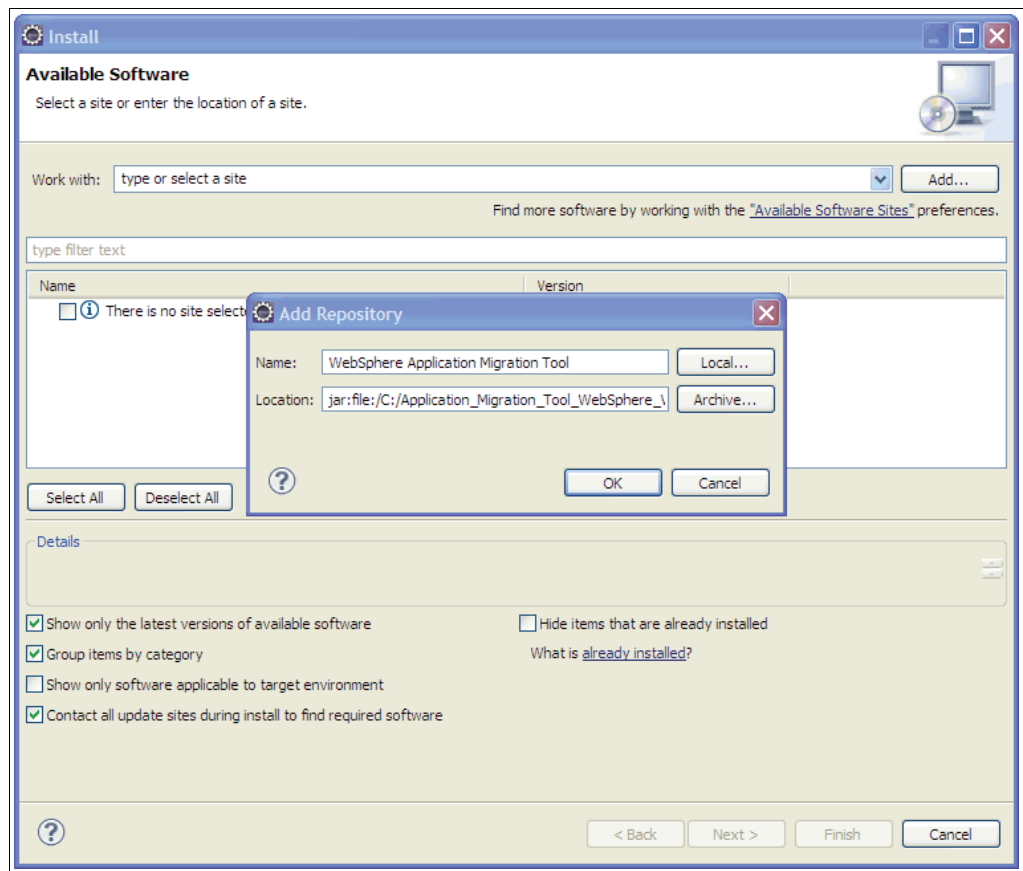 Install
Available Software
Select a site or enter the location of a site.
Work with: type or select a site Add...
Find more software by working with the "Available Software Sites" preferences.
type filter text
Name Version
There is no site selecte
Add Repository
Name: WebSphere Application Migration Tool Local...
Location: jar:file:/C:/Application_Migration_Tool_WebSphere_\ Archive...
OK Cancel
Select All Deselect All
Details
Show only the latest versions of available software Hide items that are already installed
Group items by category What is already installed?
Show only software applicable to target environment
Contact all update sites during install to find required software
< Back Next > Finish Cancel